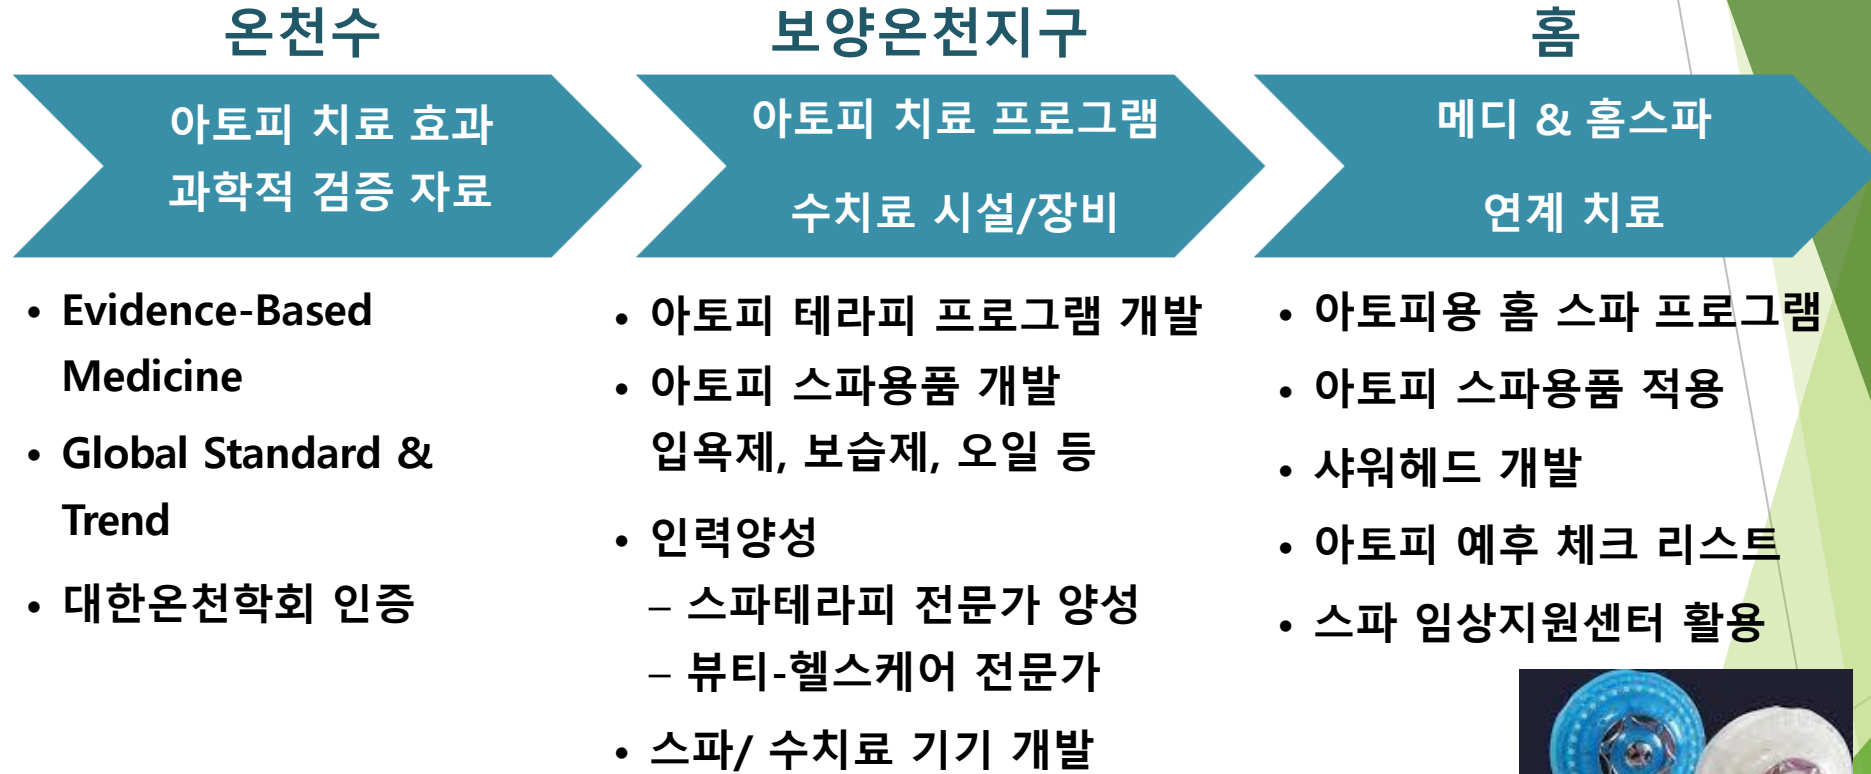 온천수
아토피 치료 효과
과학적 검증 자료
• Evidence-Based
Medicine
• Global Standard &
Trend
• 대한온천학회 인증
보양온천지구
아토피 치료 프로그램
수치료 시설/장비
• 아토피 테라피 프로그램 개발
• 아토피 스파용품 개발
입욕제, 보습제, 오일 등
• 인력양성
– 스파테라피 전문가 양성
– 뷰티-헬스케어 전문가
• 스파/ 수치료 기기 개발
홈
메디 & 홈스파
연계 치료
• 아토피용 홈 스파 프로그램
• 아토피 스파용품 적용
• 샤워헤드 개발
• 아토피 예후 체크 리스트
• 스파 임상지원센터 활용